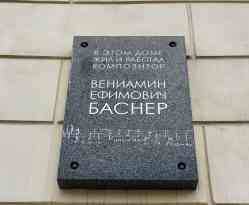 В ЭТОМ ДОМЕ
ЖИЛ И РАБОТАЛ
КОМПОЗИТОР
ВЕНИАМИН
ЕФИМОВИЧ
БАСНЕР